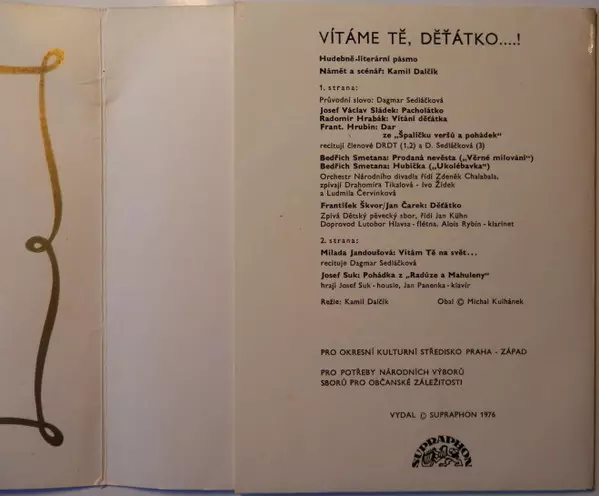 VÍTÁME TĚ, DĚŤÁTKO....!
Hudebně-literární pásmo
Námět a scénář: Kamil Dalčík
1. strana:
Průvodní slovo: Dagmar Sedláčková
Josef Václav Sládek: Pacholátko
Radomír Hrabák: Vítání děťátka
Frant. Hrubín: Dar
ze „Špalíčku veršů a pohádek"
recitují členové DRDT (1,2) a D. Sedláčková (3)
Bedřich Smetana: Prodaná nevěsta („Věrné milování")
Bedřich Smetana: Hubička („Ukolébavka")
Orchestr Národního divadla řídí Zdeněk Chalabala,
zpívají Drahomíra Tikalová - Ivo Žídek
a Ludmila Červinková
František Škvor/Jan Čarek: Děťátko
Zpívá Dětský pěvecký sbor, řídí Jan Kühn
Doprovod Lutobor Hlavsa - flétna, Alois Rybín - klarinet
2. strana:
Milada Jandoušová: Vítám Tě na svět...
recituje Dagmar Sedláčková
Josef Suk: Pohádka z „Radúze a Mahuleny"
hrají Josef Suk - housle, Jan Panenka - klavír
Režie: Kamil Dalčík Obal © Michal Kulhánek
PRO OKRESNÍ KULTURNÍ STŘEDISKO PRAHA - ZÁPAD
PRO POTŘEBY NÁRODNÍCH VÝBORŮ
SBORŮ PRO OBČANSKÉ ZÁLEŽITOSTI
VYDAL © SUPRAPHON 1976
SUPRAPHON